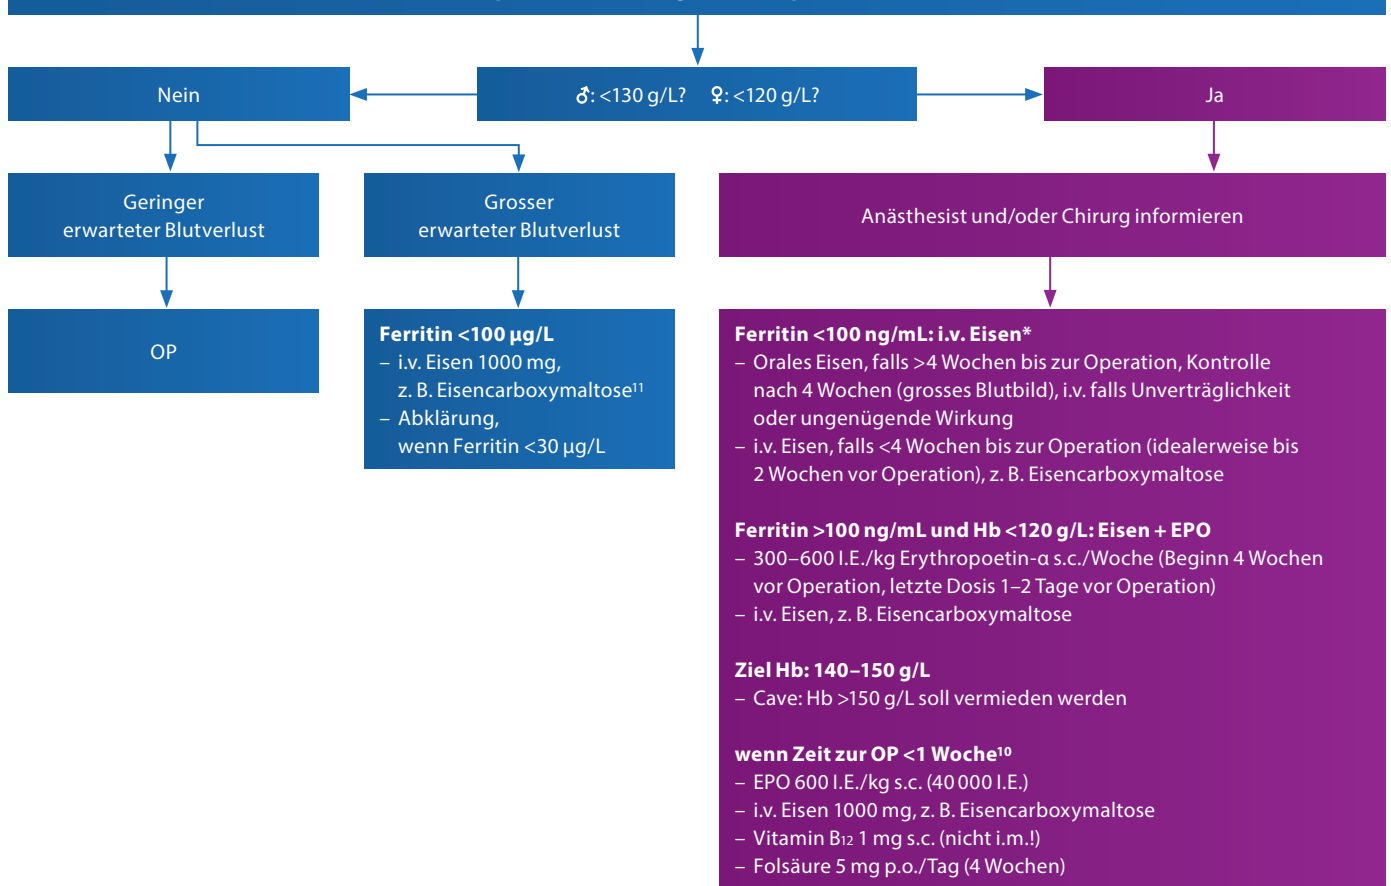 Nein
♂: <130 g/L? ♀: <120 g/L?
Ja
Geringer
erwarteter Blutverlust
Grosser
erwarteter Blutverlust
Anästhesist und/oder Chirurg informieren
OP
Ferritin <100 µg/L
– i.v. Eisen 1000 mg,
z. B. Eisencarboxymaltose¹¹
– Abklärung,
wenn Ferritin <30 µg/L
Ferritin <100 ng/mL: i.v. Eisen*
– Orales Eisen, falls >4 Wochen bis zur Operation, Kontrolle
nach 4 Wochen (grosses Blutbild), i.v. falls Unverträglichkeit
oder ungenügende Wirkung
– i.v. Eisen, falls <4 Wochen bis zur Operation (idealerweise bis
2 Wochen vor Operation), z. B. Eisencarboxymaltose
Ferritin >100 ng/mL und Hb <120 g/L: Eisen + EPO
– 300–600 I.E./kg Erythropoetin-α s.c./Woche (Beginn 4 Wochen
vor Operation, letzte Dosis 1–2 Tage vor Operation)
– i.v. Eisen, z. B. Eisencarboxymaltose
Ziel Hb: 140–150 g/L
– Cave: Hb >150 g/L soll vermieden werden
wenn Zeit zur OP <1 Woche¹⁰
– EPO 600 I.E./kg s.c. (40 000 I.E.)
– i.v. Eisen 1000 mg, z. B. Eisencarboxymaltose
– Vitamin B₁₂ 1 mg s.c. (nicht i.m.!)
– Folsäure 5 mg p.o./Tag (4 Wochen)